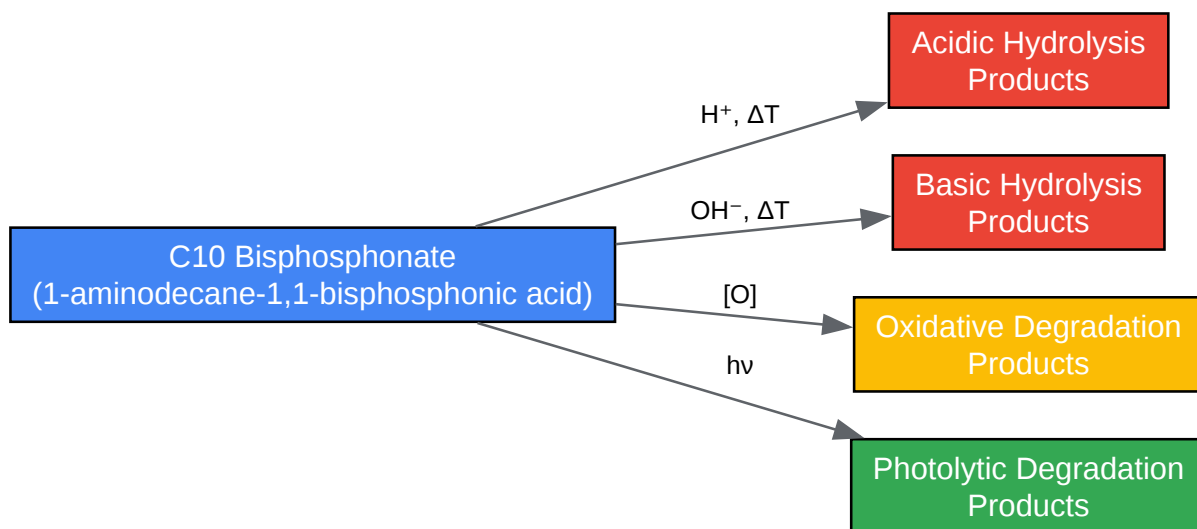 Acidic Hydrolysis
Products
H⁺, ΔT
Basic Hydrolysis
Products
OH⁻, ΔT
C10 Bisphosphonate
(1-aminodecane-1,1-bisphosphonic acid)
[O]
Oxidative Degradation
Products
hν
Photolytic Degradation
Products